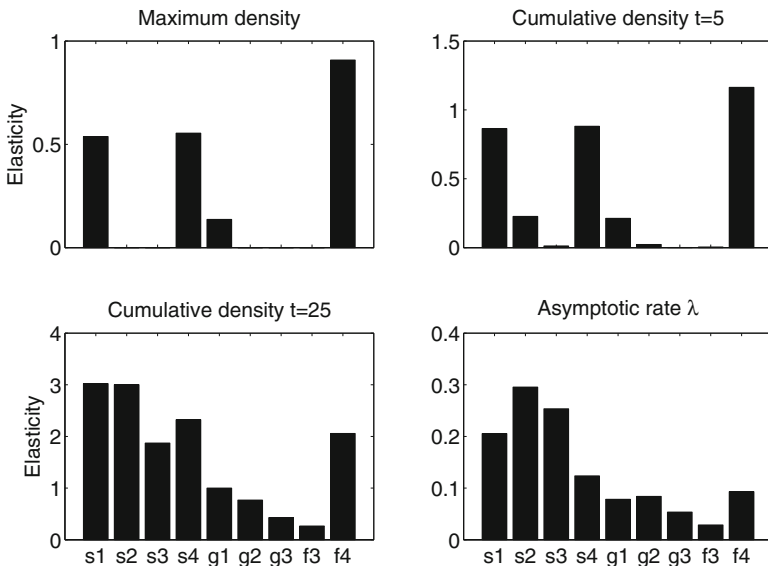 Maximum density
Cumulative density t=5
1
0.5
0
Elasticity
1.5
1
0.5
0
Cumulative density t=25
Asymptotic rate λ
4
3
2
1
0
Elasticity
s1 s2 s3 s4 g1 g2 g3 f3 f4
0.4
0.3
0.2
0.1
0
s1 s2 s3 s4 g1 g2 g3 f3 f4